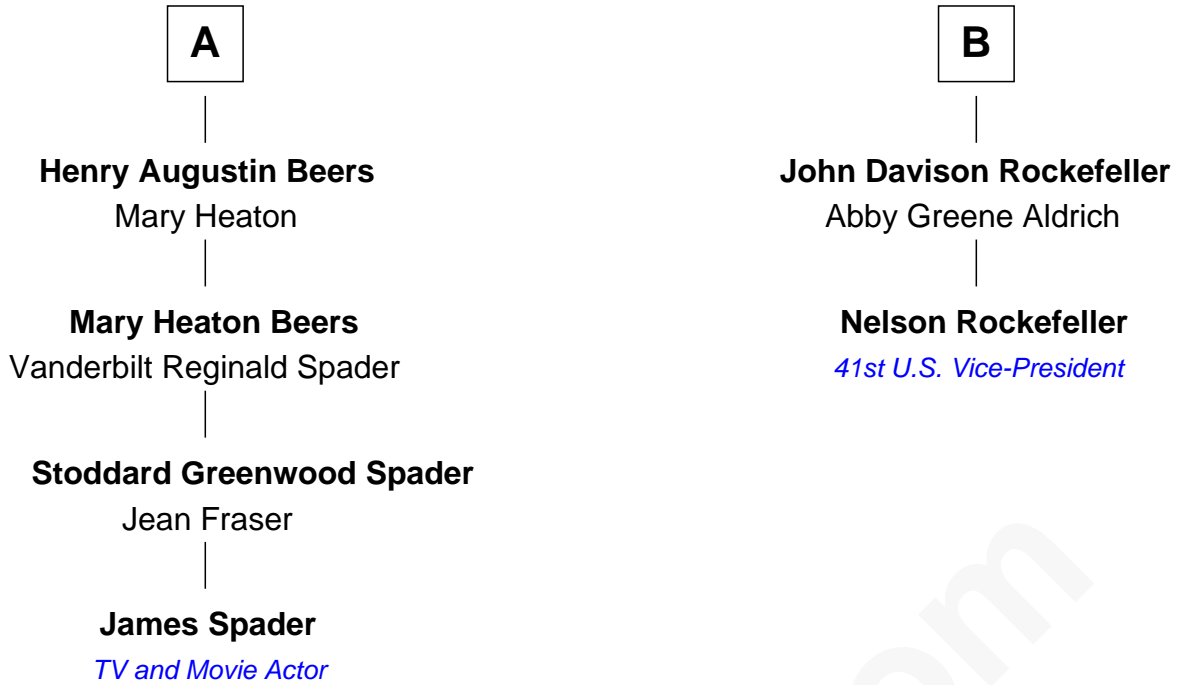 A
Henry Augustin Beers
Mary Heaton
Mary Heaton Beers
Vanderbilt Reginald Spader
Stoddard Greenwood Spader
Jean Fraser
James Spader
TV and Movie Actor
B
John Davison Rockefeller
Abby Greene Aldrich
Nelson Rockefeller
41st U.S. Vice-President
om